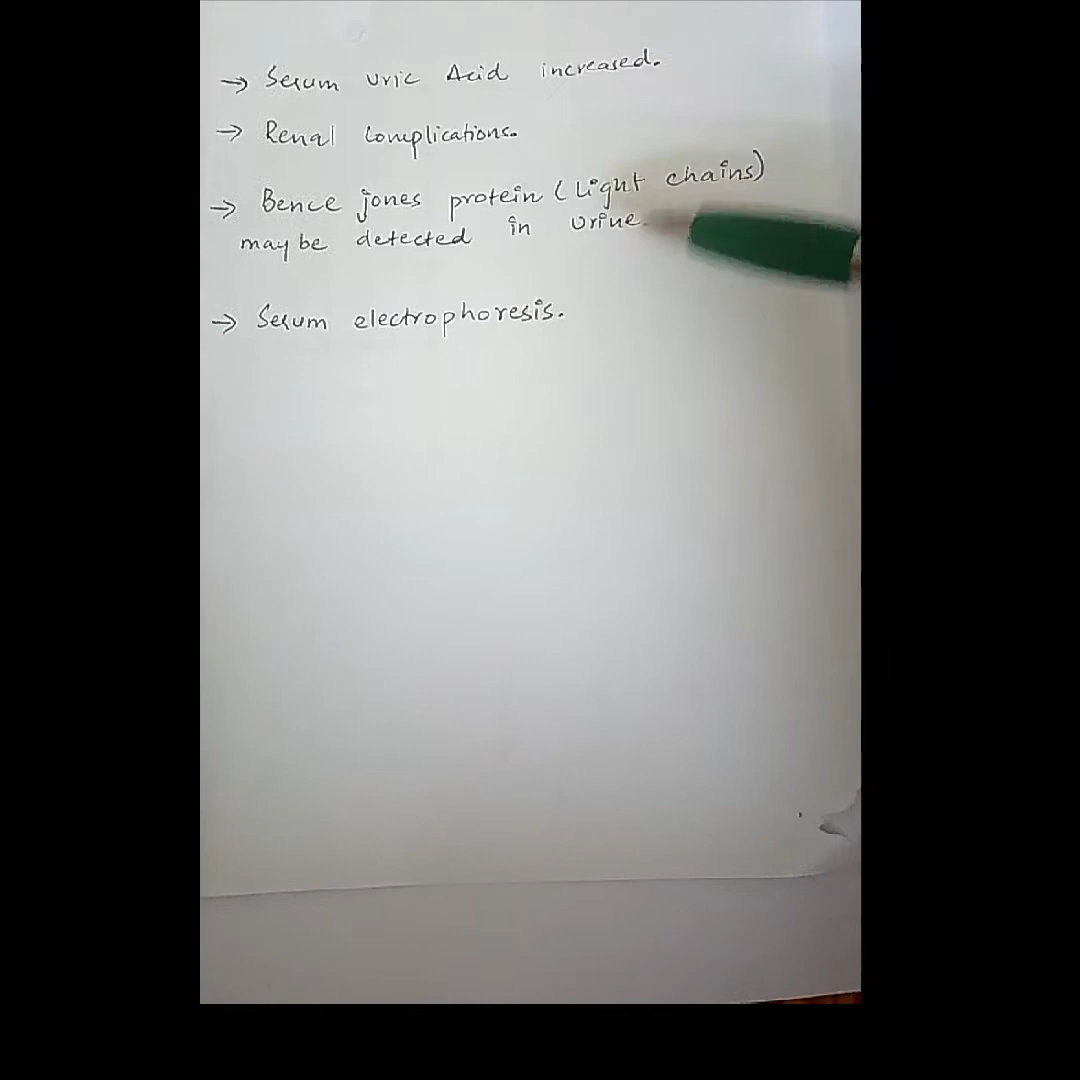 → Serum Uric Acid increased.
→ Renal Complications.
→ Bence jones protein (Light chains)
may be detected in Urine.
→ Serum electrophoresis.